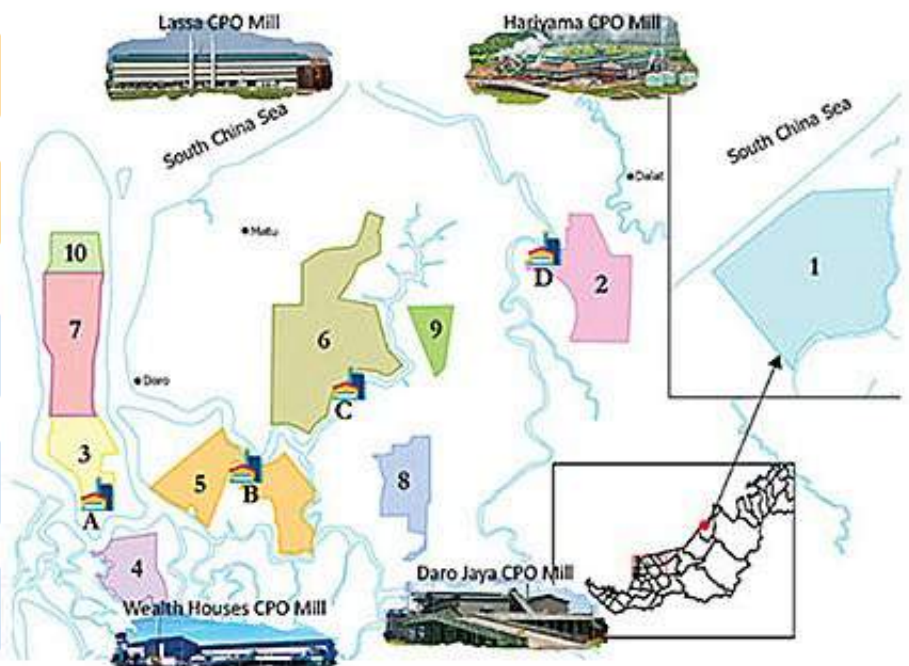 Lassa CPO Mill
Hariyama CPO Mill
South China Sea
South China Sea
Dalat
Matu
10
D
2
1
7
6
9
Daro
C
3
5
B
8
A
4
Daro Jaya CPO Mill
Wealth Houses CPO Mill